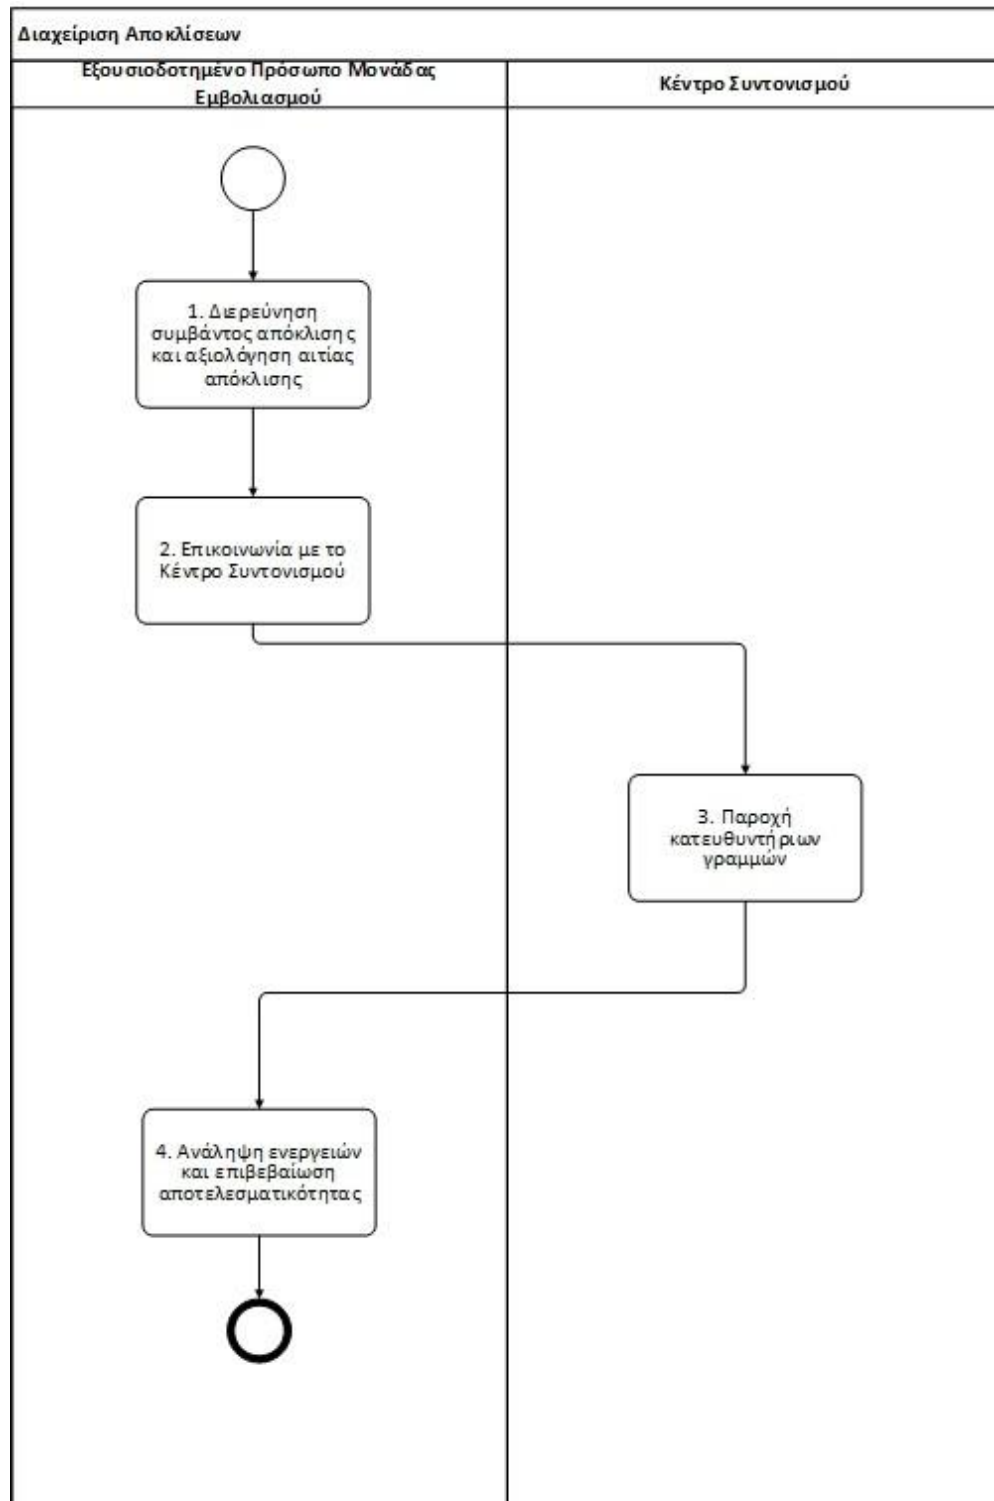 Διαχείριση Αποκλίσεων
Εξουσιοδοτημένο Πρόσωπο Μονάδας
Εμβολιασμού
Κέντρο Συντονισμού
1. Διερεύνηση
συμβάντος απόκλισης
και αξιολόγηση αιτίας
απόκλισης
2. Επικοινωνία με το
Κέντρο Συντονισμού
3. Παροχή
κατευθυντήριων
γραμμών
4. Ανάληψη ενεργειών
και επιβεβαίωση
αποτελεσματικότητας